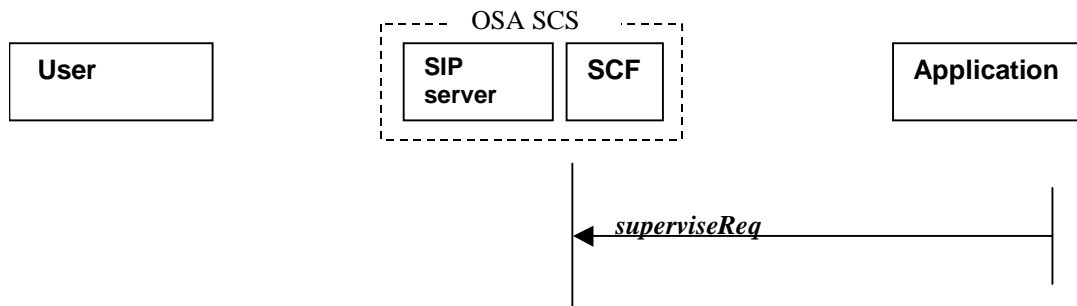 OSA SCS
User
SIP
server
SCF
Application
superviseReq